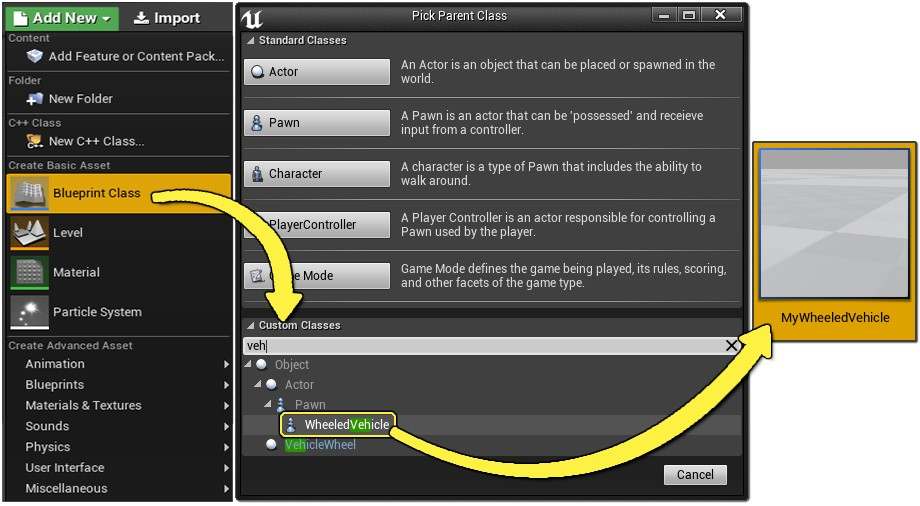 Add New
Import
Content
Add Feature or Content Pack...
Folder
New Folder
C++ Class
New C++ Class...
Create Basic Asset
Blueprint Class
Level
Material
Particle System
Create Advanced Asset
Animation
Blueprints
Materials & Textures
Sounds
Physics
User Interface
Miscellaneous
Pick Parent Class
Standard Classes
Actor
An Actor is an object that can be placed or spawned in the
world.
Pawn
A Pawn is an actor that can be 'possessed' and receieve
input from a controller.
Character
A character is a type of Pawn that includes the ability to
walk around.
PlayerController
A Player Controller is an actor responsible for controlling a
Pawn used by the player.
Mode
Game Mode defines the game being played, its rules, scoring,
and other facets of the game type.
Custom Classes
veh
Object
Actor
Pawn
WheeledVehicle
VehicleWheel
Cancel
MyWheeledVehicle